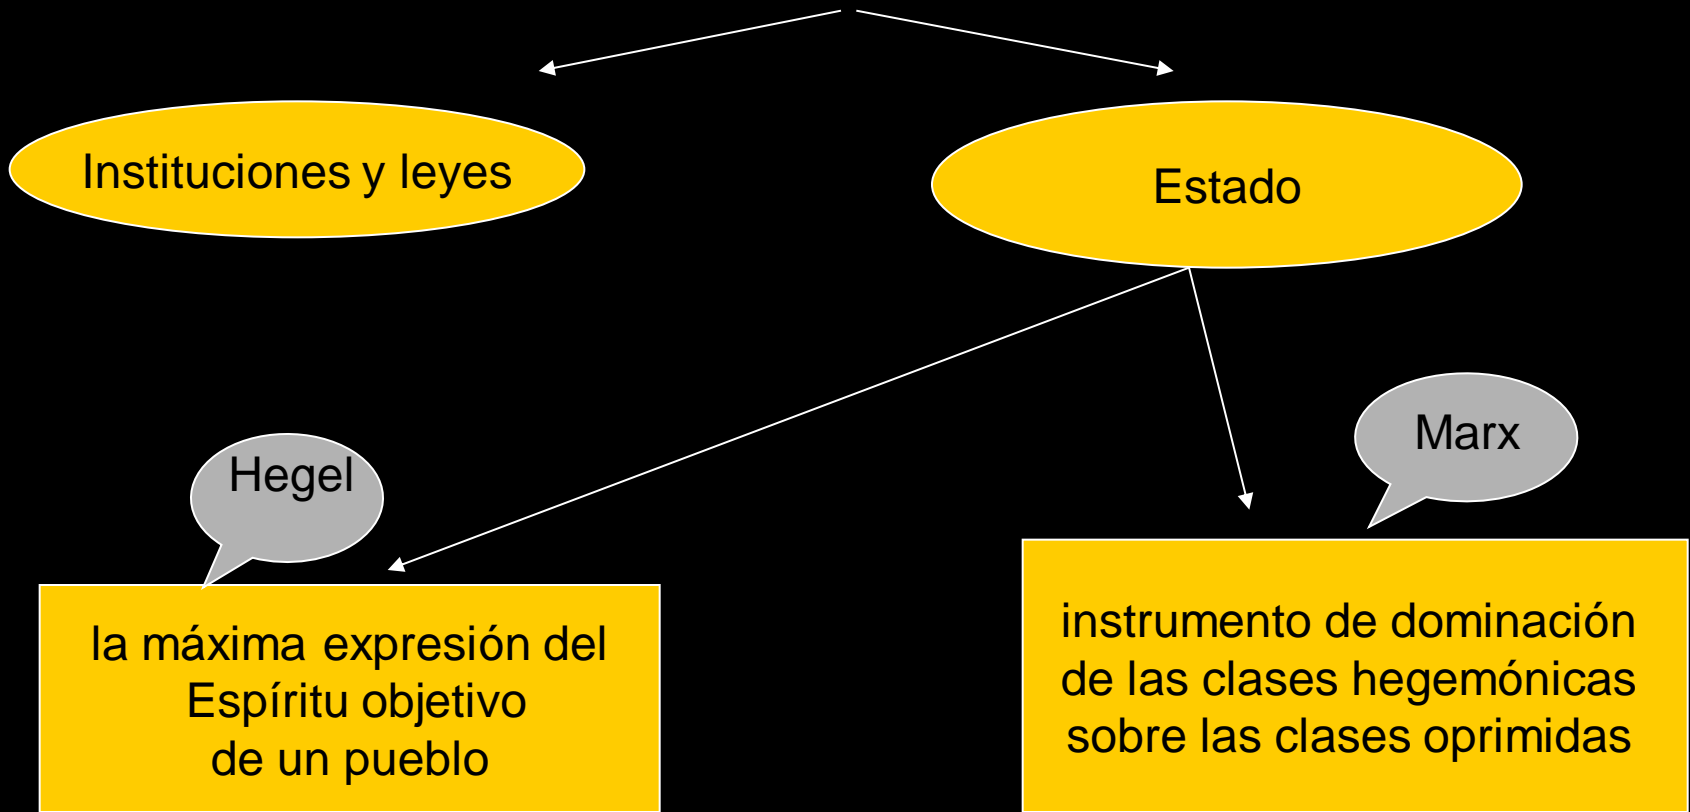 Instituciones y leyes
Estado
Hegel
Marx
la máxima expresión del
Espíritu objetivo
de un pueblo
instrumento de dominación
de las clases hegemónicas
sobre las clases oprimidas